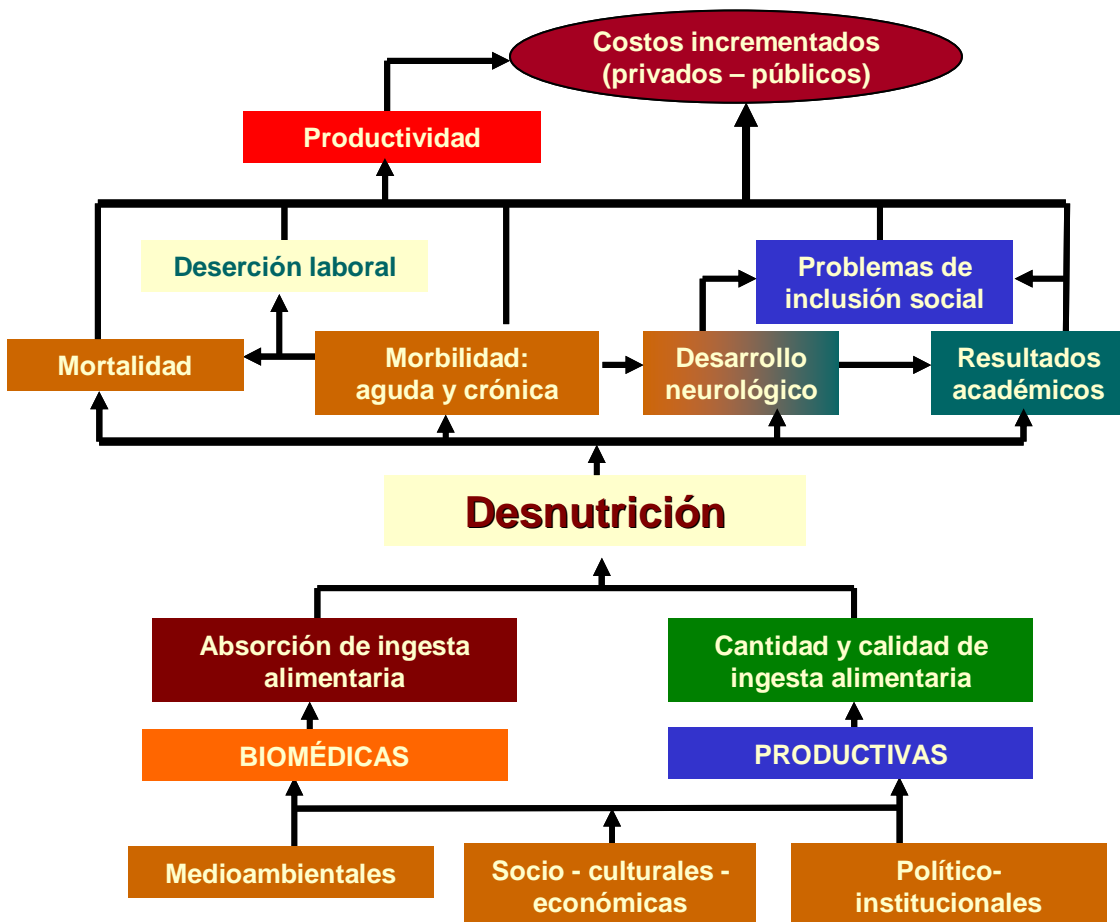 Costos incrementados
(privados – públicos)
Productividad
Deserción laboral
Problemas de
inclusión social
Mortalidad
Morbilidad:
aguda y crónica
Desarrollo
neurológico
Resultados
académicos
Desnutrición
Absorción de ingesta
alimentaria
Cantidad y calidad de
ingesta alimentaria
BIOMÉDICAS
PRODUCTIVAS
Medioambientales
Socio - culturales -
económicas
Político-
institucionales